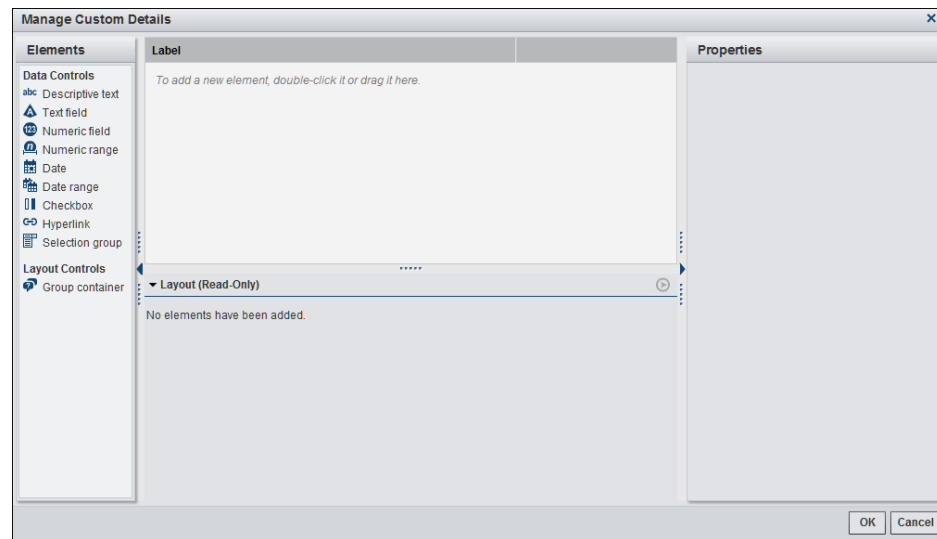 Manage Custom Details
Elements
Data Controls
abc Descriptive text
A Text field
123 Numeric field
n Numeric range
Date
Date range
Checkbox
Hyperlink
Selection group
Layout Controls
Group container
Label
To add a new element, double-click it or drag it here.
Layout (Read-Only)
No elements have been added.
Properties
OK Cancel